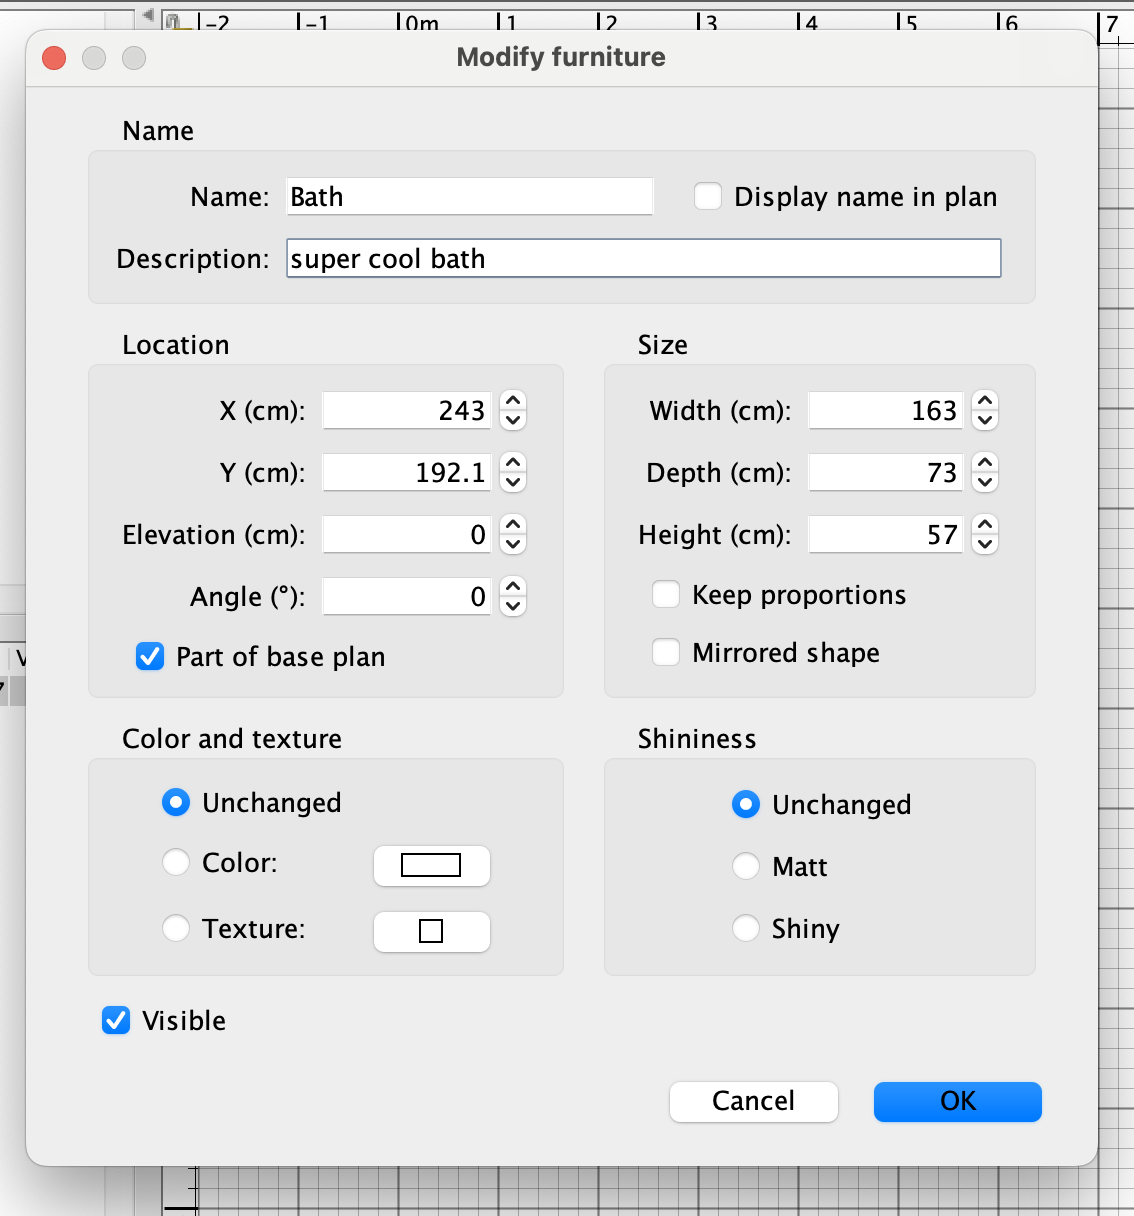 -2 -1 0m 1 2 3 4 5 6 7
Modify furniture
Name
Name: Bath Display name in plan
Description: super cool bath
Location Size
X (cm): 243 Width (cm): 163
Y (cm): 192.1 Depth (cm): 73
Elevation (cm): 0 Height (cm): 57
Angle (°): 0 Keep proportions
Part of base plan Mirrored shape
Color and texture Shininess
Unchanged Unchanged
Color: Matt
Texture: Shiny
Visible
Cancel OK